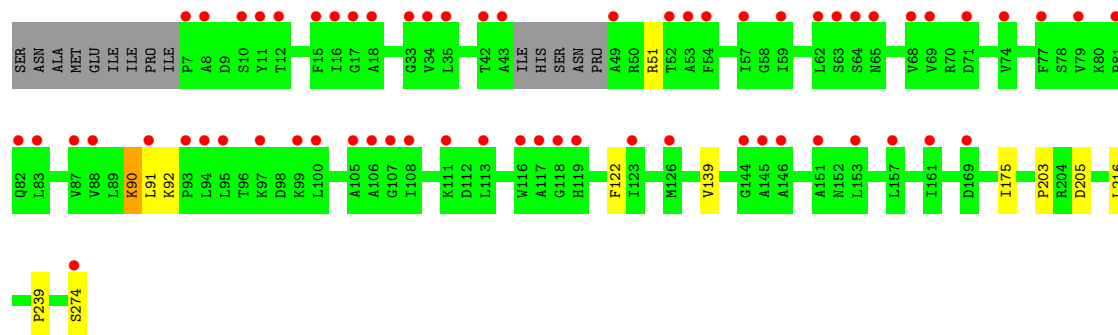 SER ASN ALA MET GLU ILE ILE PRO ILE P7 A8 D9 S10 Y11 T12 F15 I16 G17 A18 G33 V34 L35 T42 A43 ILE HIS SER ASN PRO A49 R50 R51 T52 A53 F54 I57 G58 I59 L62 S63 S64 N65 V68 V69 R70 D71 V74 F77 S78 V79 K80
Q82 L83 V87 V88 L89 K90 L91 K92 P93 L94 L95 T96 K97 D98 K99 L100 A105 A106 G107 I108 K111 D112 L113 W116 A117 G118 H119 F122 I123 M126 V139 G144 A145 A146 A151 N152 L153 L157 I161 D169 I175 P203 R204 D205
P239 S274